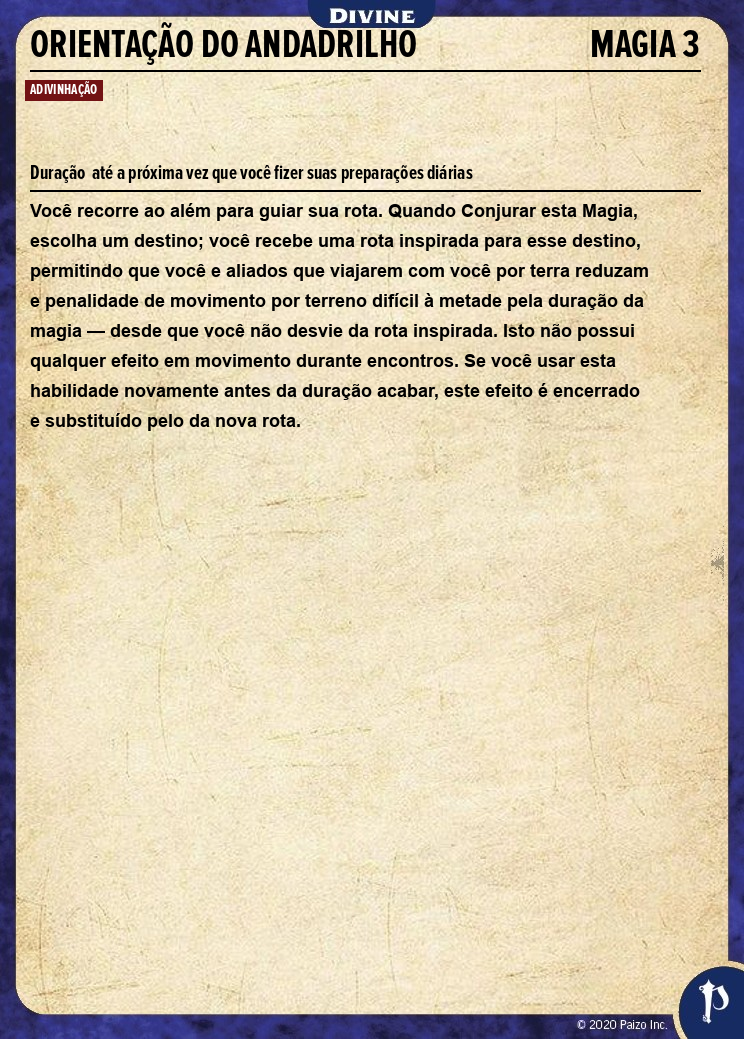 DIVINE
ORIENTAÇÃO DO ANDADRILHO MAGIA 3
ADIVINHAÇÃO
Duração até a próxima vez que você fizer suas preparações diárias
Você recorre ao além para guiar sua rota. Quando Conjurar esta Magia,
escolha um destino; você recebe uma rota inspirada para esse destino,
permitindo que você e aliados que viajarem com você por terra reduzam
e penalidade de movimento por terreno difícil à metade pela duração da
magia — desde que você não desvie da rota inspirada. Isto não possui
qualquer efeito em movimento durante encontros. Se você usar esta
habilidade novamente antes da duração acabar, este efeito é encerrado
e substituído pelo da nova rota.
© 2020 Paizo Inc.